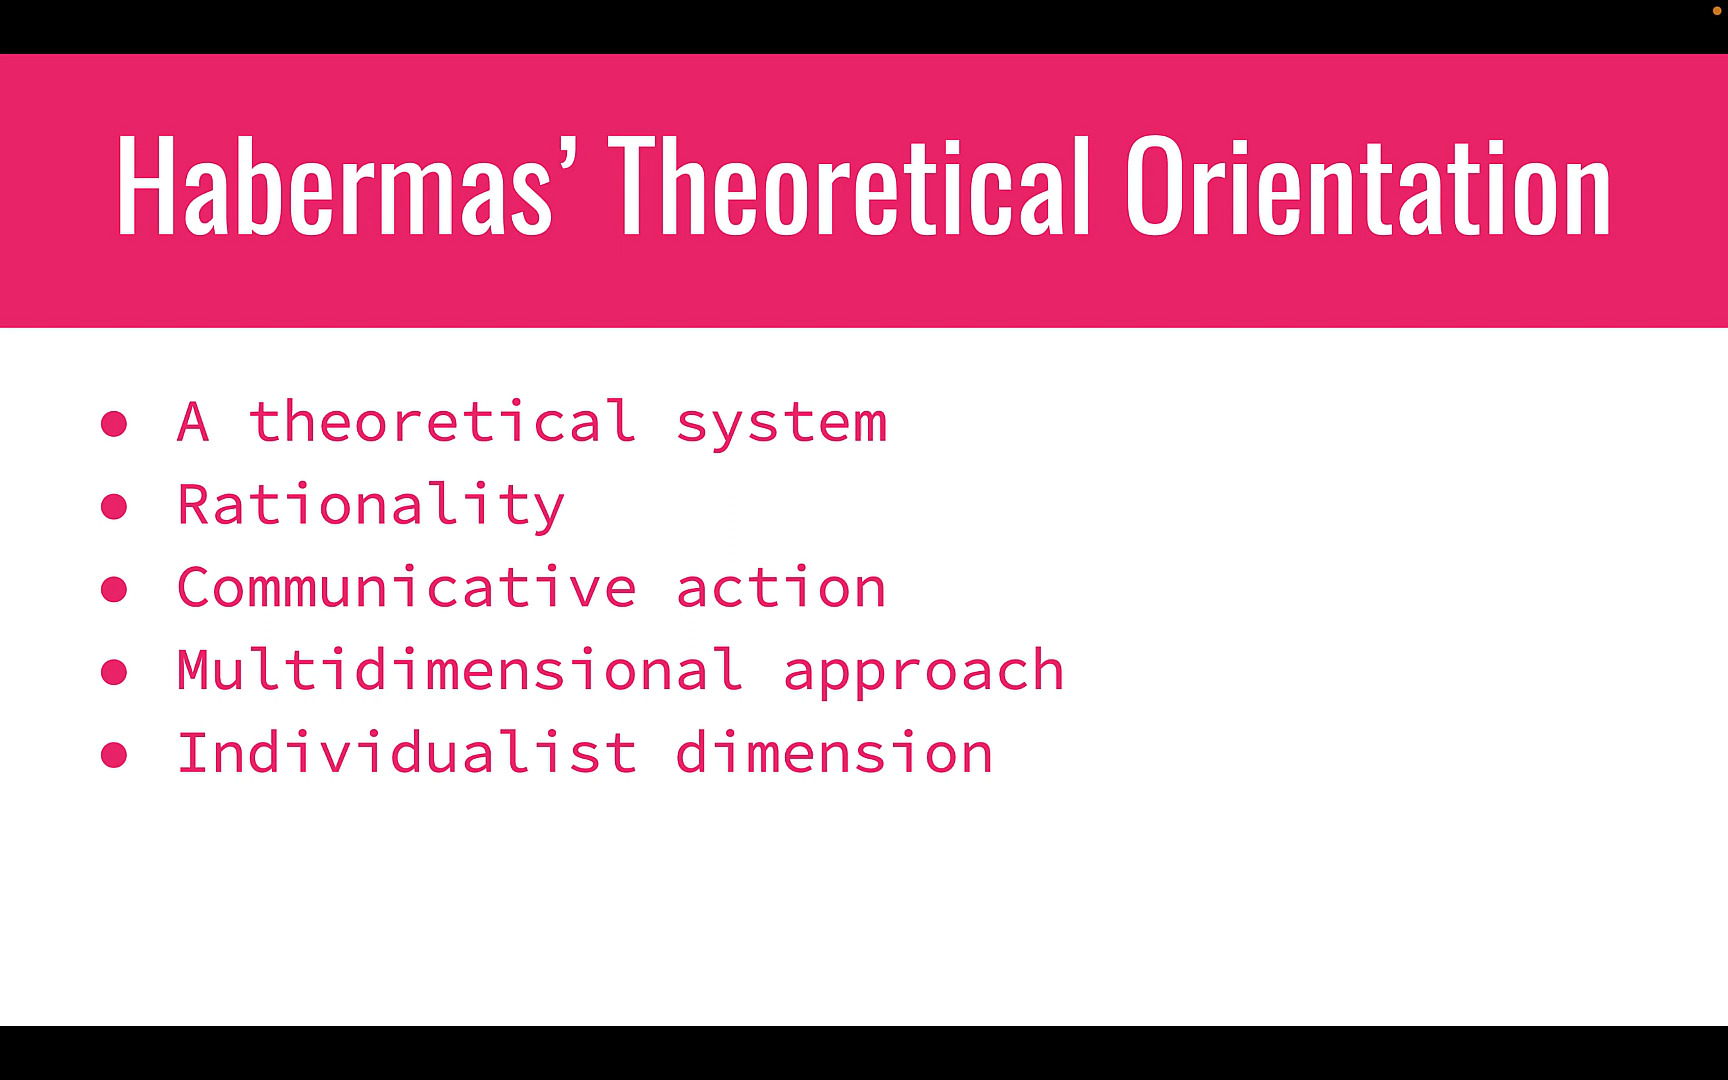 Habermas’ Theoretical Orientation
● A theoretical system
● Rationality
● Communicative action
● Multidimensional approach
● Individualist dimension